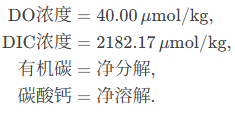 DO浓度 = 40.00 μmol/kg,
DIC浓度 = 2182.17 μmol/kg,
有机碳 = 净分解,
碳酸钙 = 净溶解.